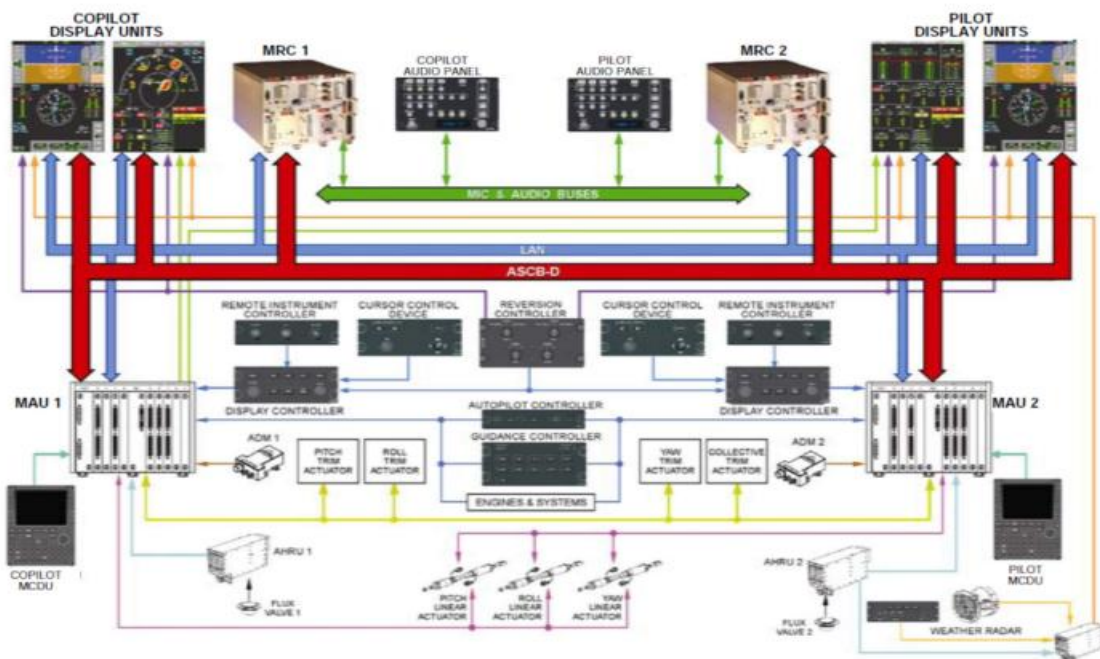 COPILOT
DISPLAY UNITS
MRC 1
COPILOT
AUDIO PANEL
PILOT
AUDIO PANEL
MRC 2
PILOT
DISPLAY UNITS
MIC & AUDIO BUSES
LAN
ASCB-D
REMOTE INSTRUMENT
CONTROLLER
CURSOR CONTROL
DEVICE
REVERSION
CONTROLLER
CURSOR CONTROL
DEVICE
REMOTE INSTRUMENT
CONTROLLER
MAU 1
DISPLAY CONTROLLER
AUTOPILOT CONTROLLER
DISPLAY CONTROLLER
MAU 2
GUIDANCE CONTROLLER
ADM 1
PITCH
TRIM
ACTUATOR
ROLL
TRIM
ACTUATOR
YAW
TRIM
ACTUATOR
COLLECTIVE
TRIM
ACTUATOR
ADM 2
ENGINES & SYSTEMS
COPILOT
MCDU
AHRU 1
FLUX
VALVE 1
PITCH
LINEAR
ACTUATOR
ROLL
LINEAR
ACTUATOR
YAW
LINEAR
ACTUATOR
AHRU 2
FLUX
VALVE 2
PILOT
MCDU
WEATHER RADAR